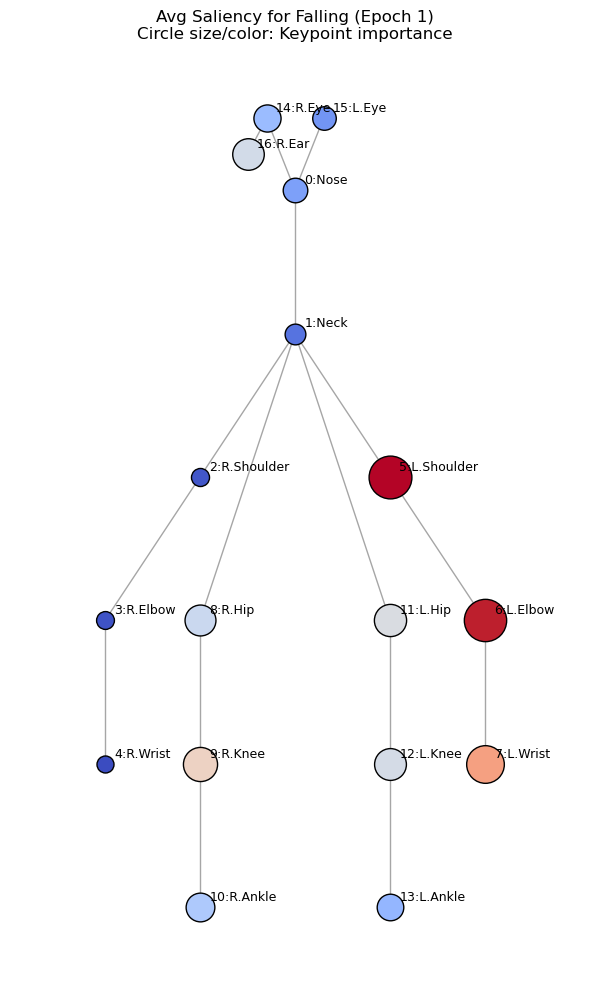 Avg Saliency for Falling (Epoch 1)
Circle size/color: Keypoint importance
14:R.Eye
15:L.Eye
16:R.Ear
0:Nose
1:Neck
2:R.Shoulder
5:L.Shoulder
3:R.Elbow
8:R.Hip
11:L.Hip
6:L.Elbow
4:R.Wrist
9:R.Knee
12:L.Knee
7:L.Wrist
10:R.Ankle
13:L.Ankle